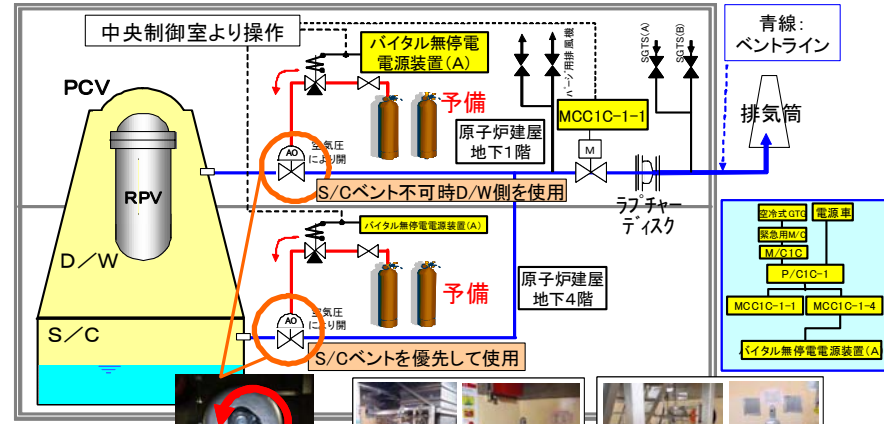 中央制御室より操作
バイタル無停電
電源装置(A)
パージ用排風機
SGTS(A)
SGTS(B)
青線:
ベントライン
PCV
予備
MCC1C-1-1
排気筒
原子炉建屋
地下1階
AO
空気圧
により開
M
RPV
S/Cベント不可時D/W側を使用
ラプチャー
ディスク
バイタル無停電電源装置(A)
空冷式GTG
電源車
緊急用M/C
M/C1C
P/C1C-1
MCC1C-1-1
MCC1C-1-4
バイタル無停電電源装置(A)
D/W
予備
原子炉建屋
地下4階
AO
空気圧
により開
S/C
S/Cベントを優先して使用